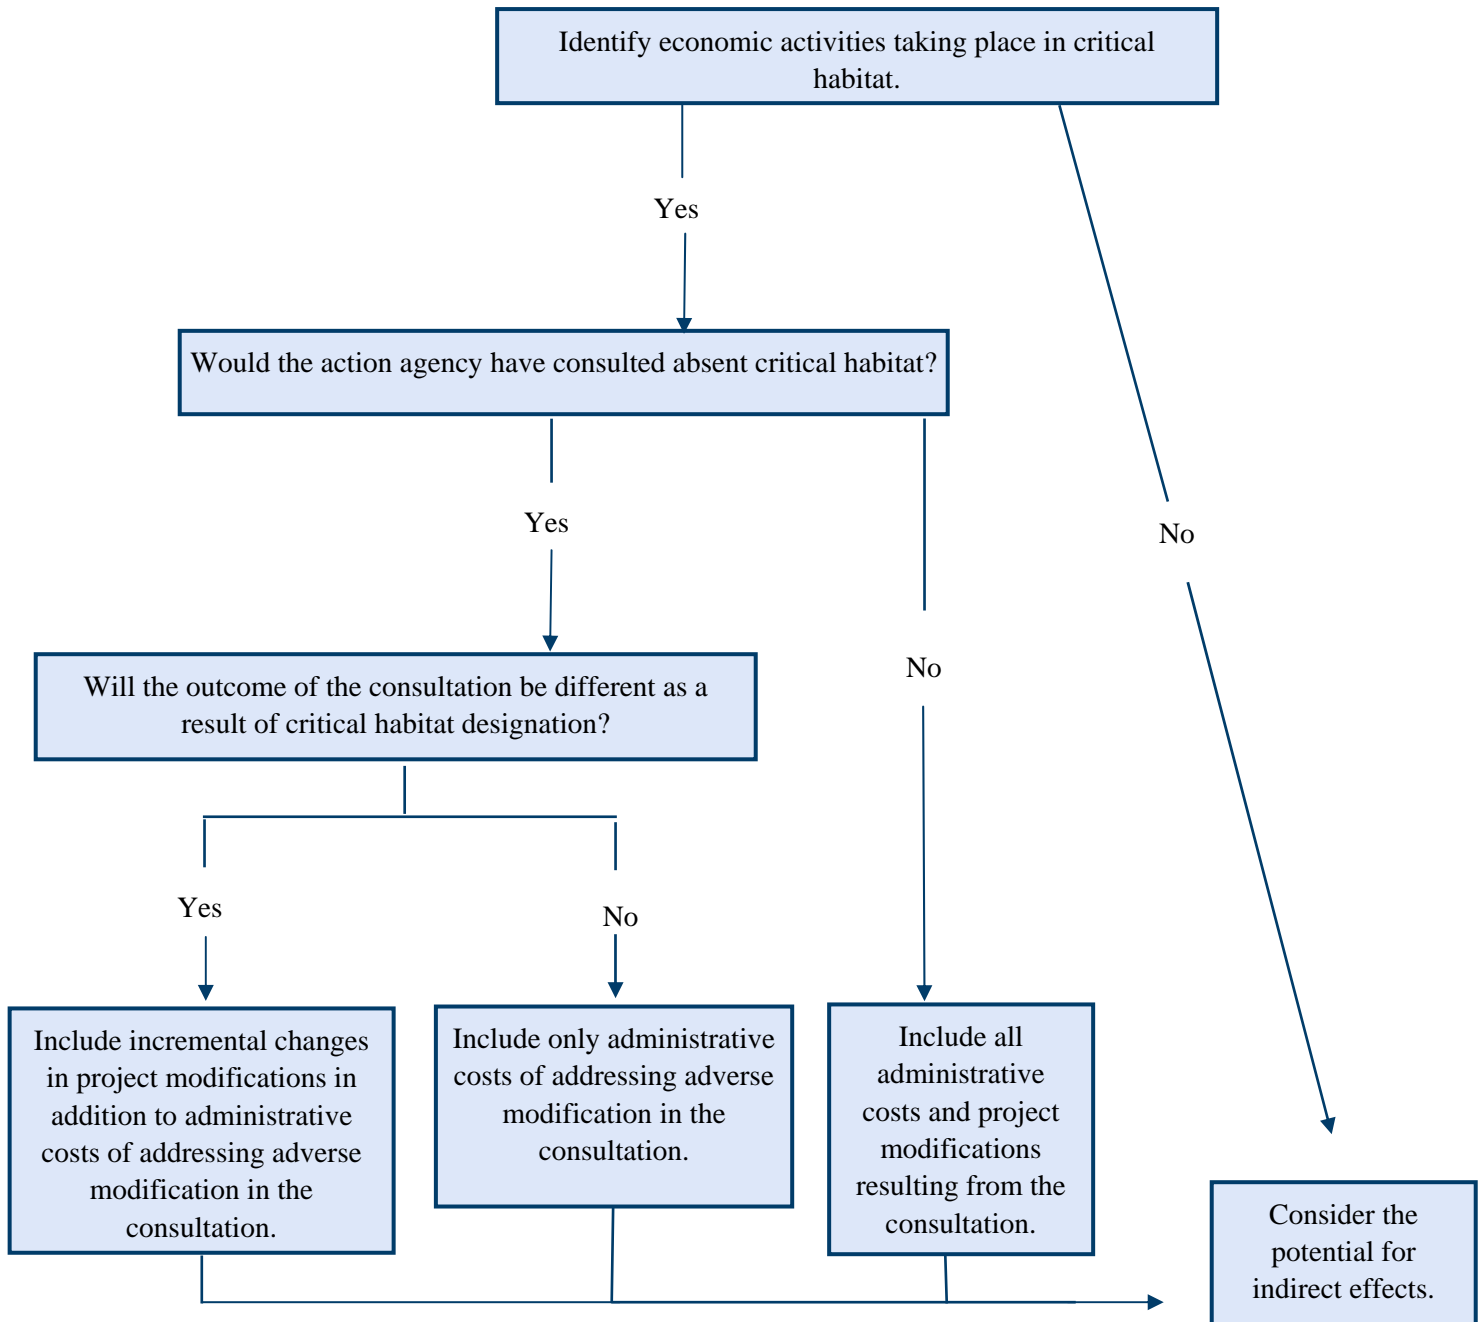 Identify economic activities taking place in critical
habitat.
Yes
Would the action agency have consulted absent critical habitat?
Yes
No
Will the outcome of the consultation be different as a
result of critical habitat designation?
No
Yes
No
Include incremental changes
in project modifications in
addition to administrative
costs of addressing adverse
modification in the
consultation.
Include only administrative
costs of addressing adverse
modification in the
consultation.
Include all
administrative
costs and project
modifications
resulting from the
consultation.
Consider the
potential for
indirect effects.